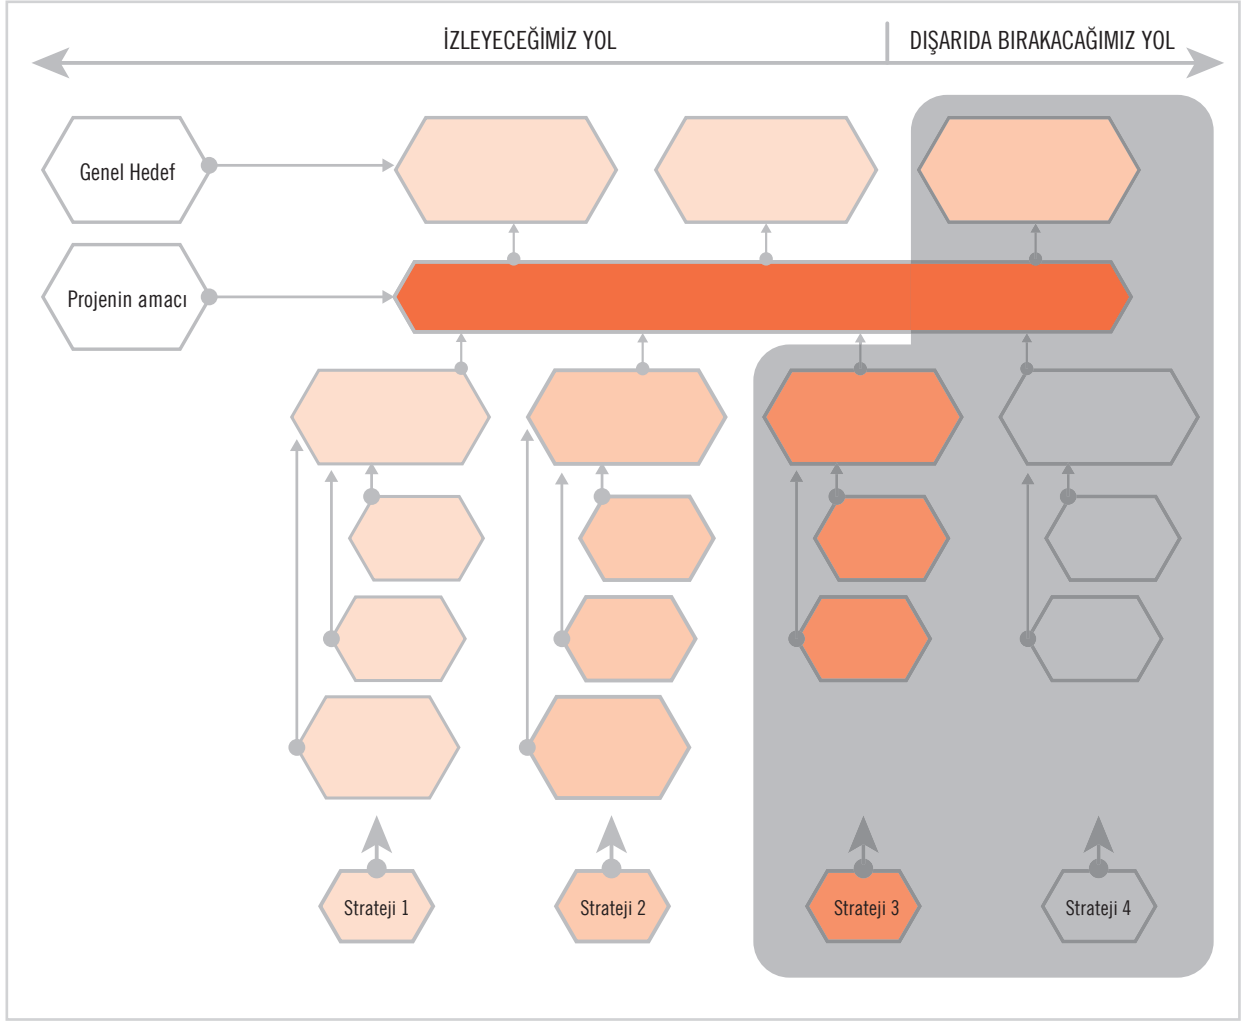 İZLEYECEĞİMİZ YOL
DIŞARIDA BIRAKACAĞIMIZ YOL
Genel Hedef
Projenin amacı
Strateji 1
Strateji 2
Strateji 3
Strateji 4